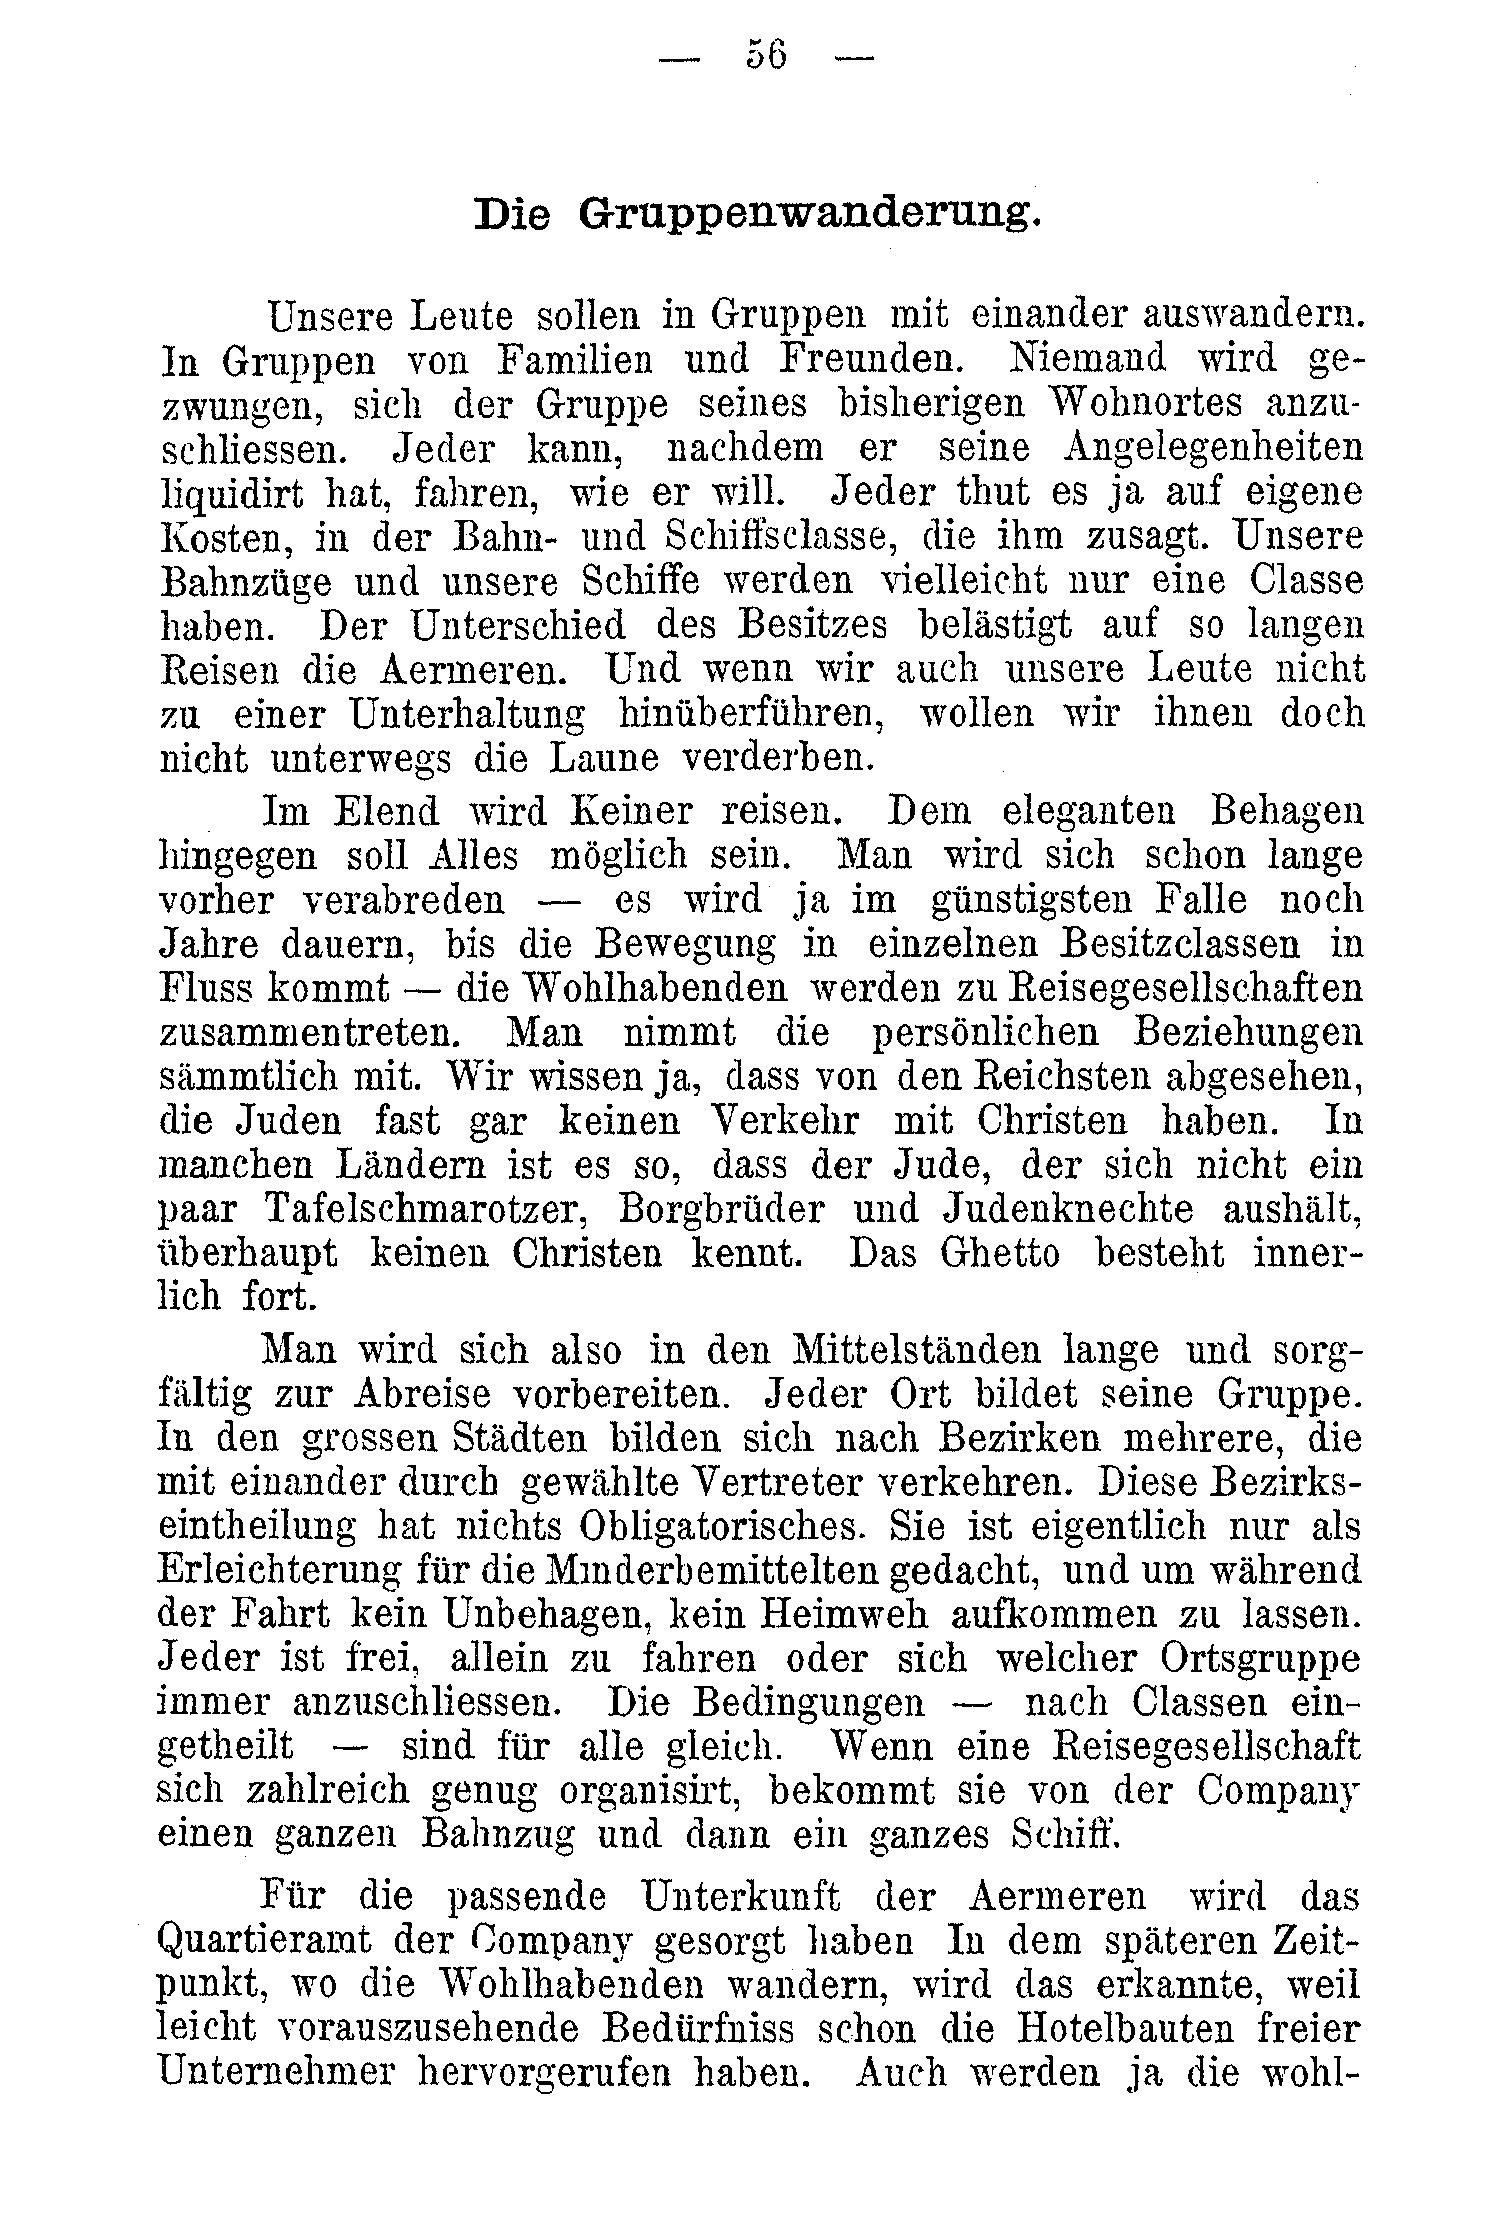 — 56 —
Die Gruppenwanderung.
Unsere Leute sollen in Gruppen mit einander auswandern.
In Gruppen von Familien und Freunden. Niemand wird ge-
zwungen, sich der Gruppe seines bisherigen Wohnortes anzu-
schliessen. Jeder kann, nachdem er seine Angelegenheiten
liquidirt hat, fahren, wie er will. Jeder thut es ja auf eigene
Kosten, in der Bahn- und Schiffsclasse, die ihm zusagt. Unsere
Bahnzüge und unsere Schiffe werden vielleicht nur eine Classe
haben. Der Unterschied des Besitzes belästigt auf so langen
Reisen die Aermeren. Und wenn wir auch unsere Leute nicht
zu einer Unterhaltung hinüberführen, wollen wir ihnen doch
nicht unterwegs die Laune verderben.
Im Elend wird Keiner reisen. Dem eleganten Behagen
hingegen soll Alles möglich sein. Man wird sich schon lange
vorher verabreden — es wird ja im günstigsten Falle noch
Jahre dauern, bis die Bewegung in einzelnen Besitzclassen in
Fluss kommt — die Wohlhabenden werden zu Reisegesellschaften
zusammentreten. Man nimmt die persönlichen Beziehungen
sämmtlich mit. Wir wissen ja, dass von den Reichsten abgesehen,
die Juden fast gar keinen Verkehr mit Christen haben. In
manchen Ländern ist es so, dass der Jude, der sich nicht ein
paar Tafelschmarotzer, Borgbrüder und Judenknechte aushält,
überhaupt keinen Christen kennt. Das Ghetto besteht inner-
lich fort.
Man wird sich also in den Mittelständen lange und sorg-
fältig zur Abreise vorbereiten. Jeder Ort bildet seine Gruppe.
In den grossen Städten bilden sich nach Bezirken mehrere, die
mit einander durch gewählte Vertreter verkehren. Diese Bezirks-
eintheilung hat nichts Obligatorisches. Sie ist eigentlich nur als
Erleichterung für die Minderbemittelten gedacht, und um während
der Fahrt kein Unbehagen, kein Heimweh aufkommen zu lassen.
Jeder ist frei, allein zu fahren oder sich welcher Ortsgruppe
immer anzuschliessen. Die Bedingungen — nach Classen ein-
getheilt — sind für alle gleich. Wenn eine Reisegesellschaft
sich zahlreich genug organisirt, bekommt sie von der Company
einen ganzen Bahnzug und dann ein ganzes Schiff.
Für die passende Unterkunft der Aermeren wird das
Quartieramt der Company gesorgt haben In dem späteren Zeit-
punkt, wo die Wohlhabenden wandern, wird das erkannte, weil
leicht vorauszusehende Bedürfniss schon die Hotelbauten freier
Unternehmer hervorgerufen haben. Auch werden ja die wohl-